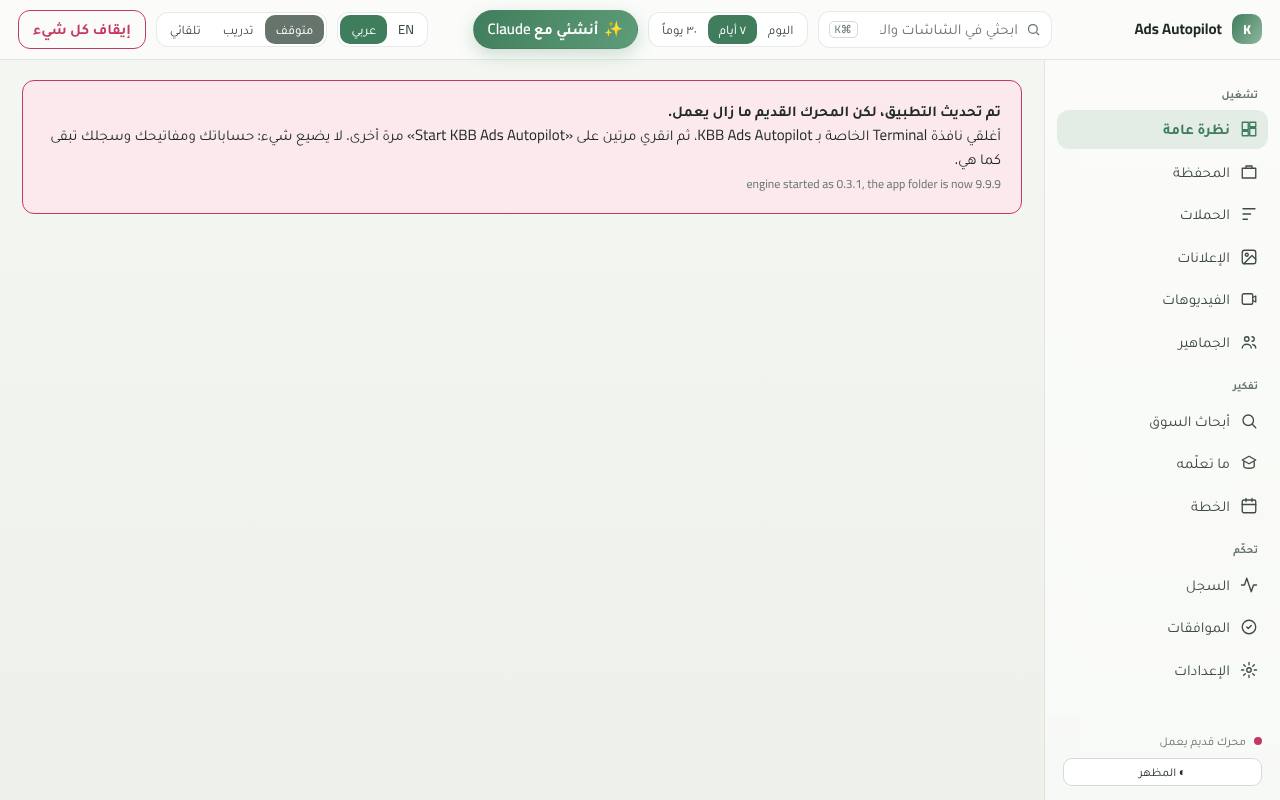 K
Ads Autopilot
ابحثي في الشاشات والـ
⌘K
اليوم
٧ أيام
٣٠ يوماً
✨ أنشئي مع Claude
EN
عربي
متوقف
تدريب
تلقائي
إيقاف كل شيء
تشغيل
نظرة عامة
المحفظة
الحملات
الإعلانات
الفيديوهات
الجماهير
تفكير
أبحاث السوق
ما تعلّمه
الخطة
تحكّم
السجل
الموافقات
الإعدادات
محرك قديم يعمل
المظهر
تم تحديث التطبيق، لكن المحرك القديم ما زال يعمل.
أغلقي نافذة Terminal الخاصة بـ KBB Ads Autopilot. ثم انقري مرتين على «Start KBB Ads Autopilot» مرة أخرى. لا يضيع شيء: حساباتك ومفاتيحك وسجلك تبقى
كما هي.
engine started as 0.3.1, the app folder is now 9.9.9